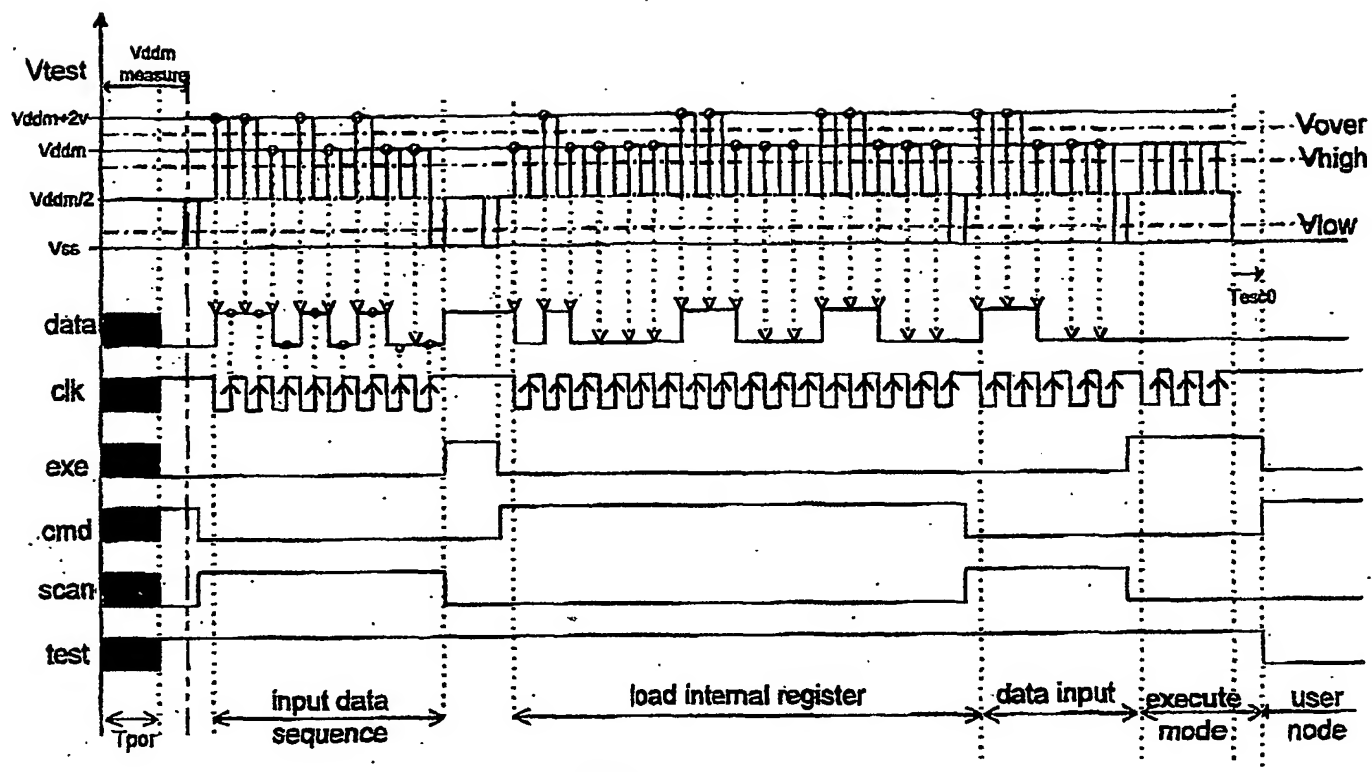 Vtest
Vddm
measure
Vddm+2v
Vover
Vddm
Vhigh
Vddm/2
Vlow
Vss
Tesc0
data
clk
exe
cmd
scan
test
Tpor
input data
sequence
load internal register
data input
execute
mode
user
node